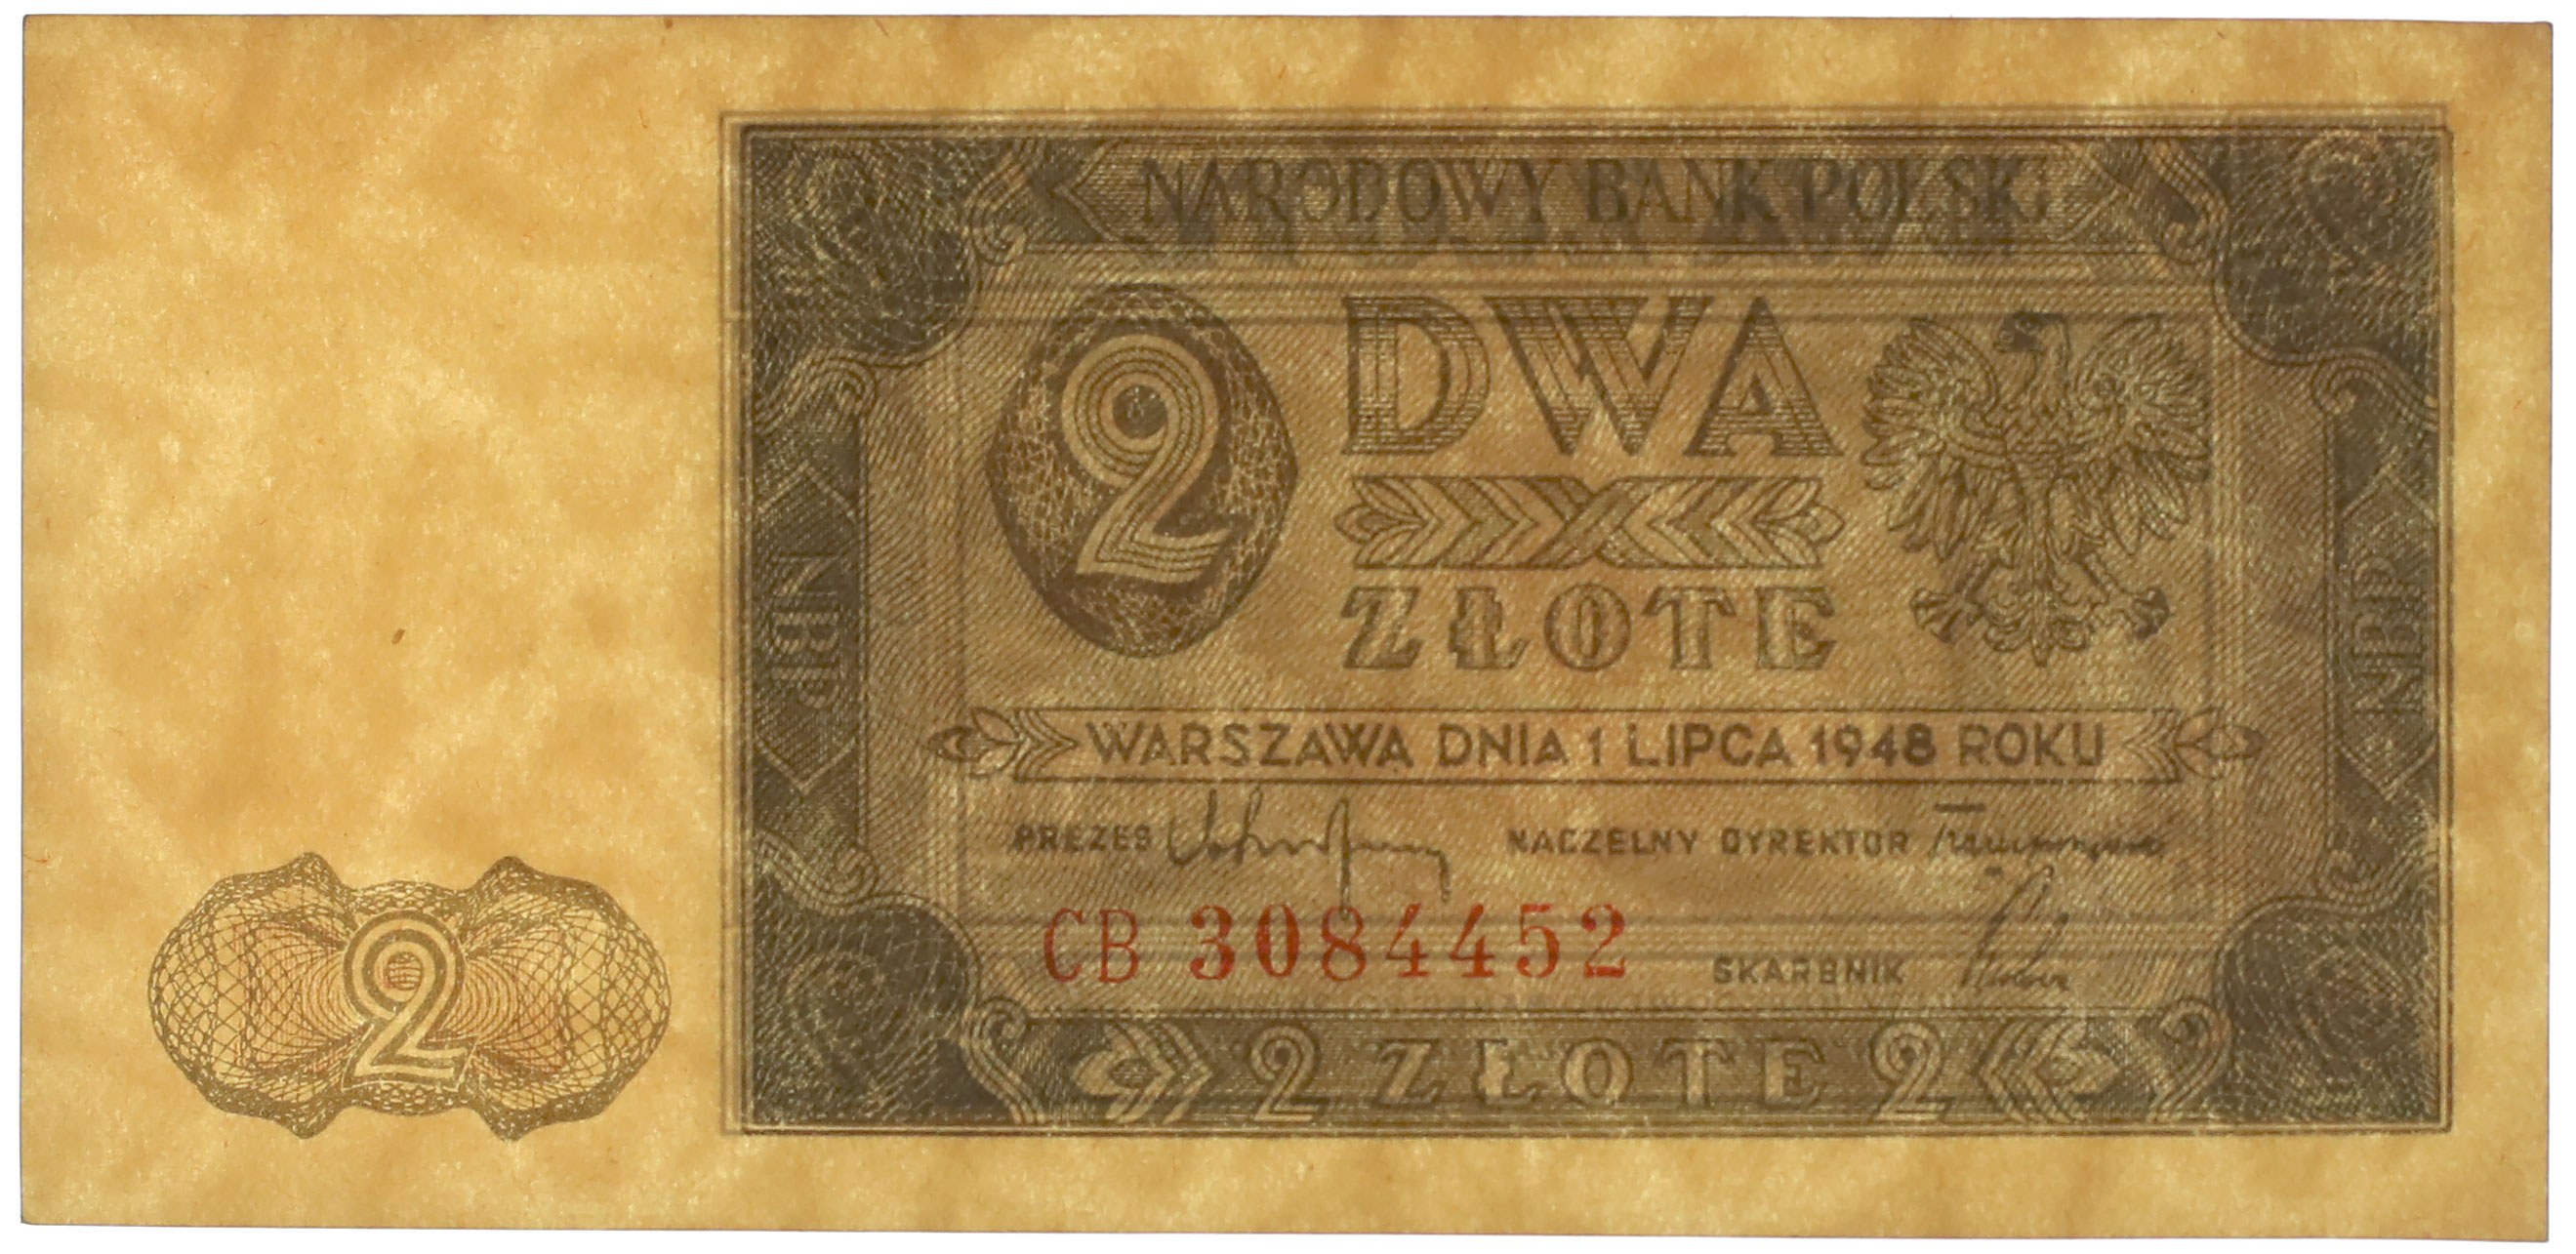 NARODOWY BANK POLSKI
2
DWA
ZŁOTE
NBP
NBP
WARSZAWA DNIA 1 LIPCA 1948 ROKU
PREZES NACZELNY DYREKTOR
CB 3084452
SKARBNIK
2
2 ZŁOTE 2